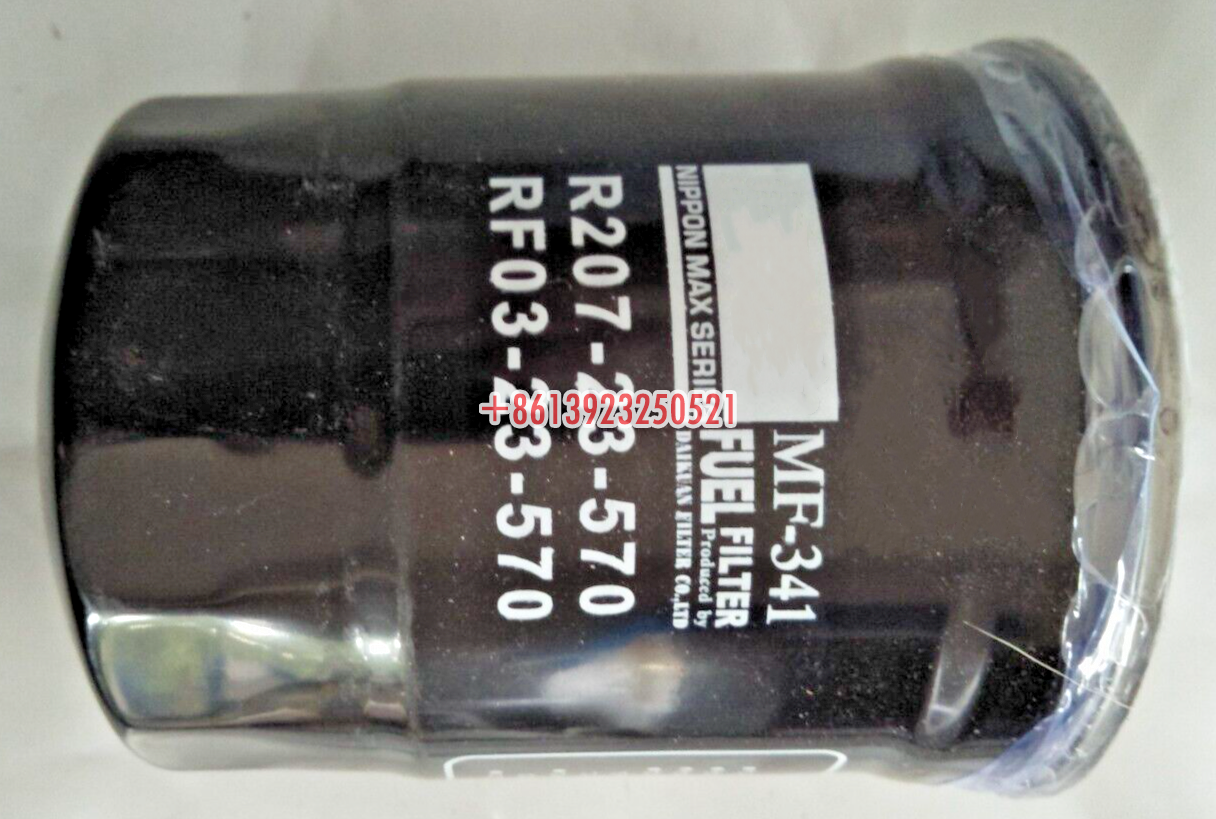 MF-341
FUEL FILTER
Produced by
NIPPON MAX SERIES
DAIKUAN FILTER CO.,LTD
R207-23-570
RF03-23-570
+8613923250521